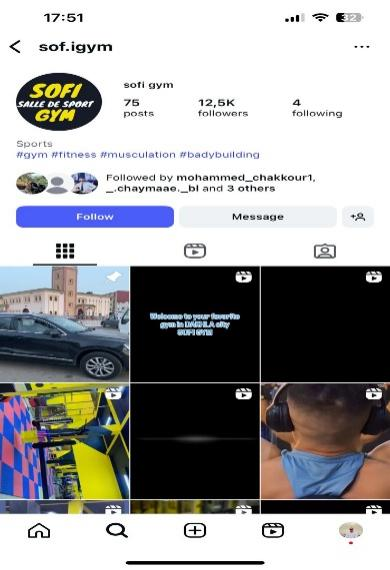 17:51
32
sof.igym
SOFI
SALLE DE SPORT
GYM
sofi gym
75
12,5K
4
posts
followers
following
Sports
#gym #fitness #musculation #badybuilding
Followed by mohammed_chakkour1,
_.chaymaae._bl and 3 others
Follow
Message
Welcome to your favorite
gym in DAKHLA city
SOFI GYM